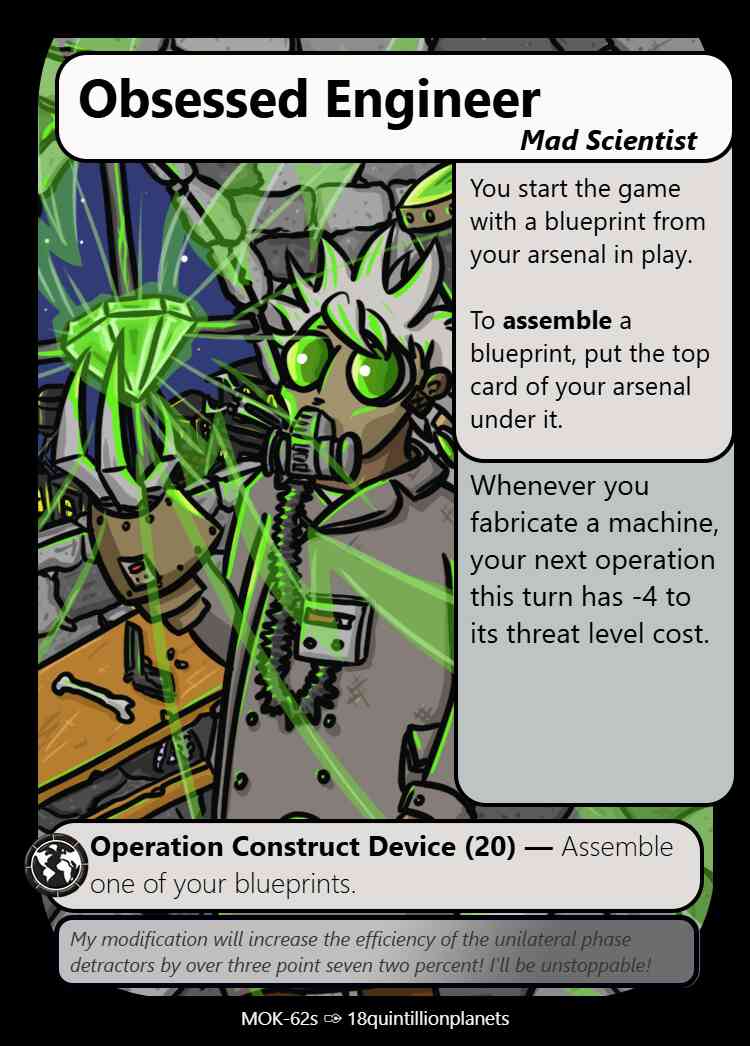 Obsessed Engineer
Mad Scientist
You start the game
with a blueprint from
your arsenal in play.
To assemble a
blueprint, put the top
card of your arsenal
under it.
Whenever you
fabricate a machine,
your next operation
this turn has -4 to
its threat level cost.
Operation Construct Device (20) — Assemble
one of your blueprints.
My modification will increase the efficiency of the unilateral phase
detractors by over three point seven two percent! I'll be unstoppable!
MOK-62s ➩ 18quintillionplanets